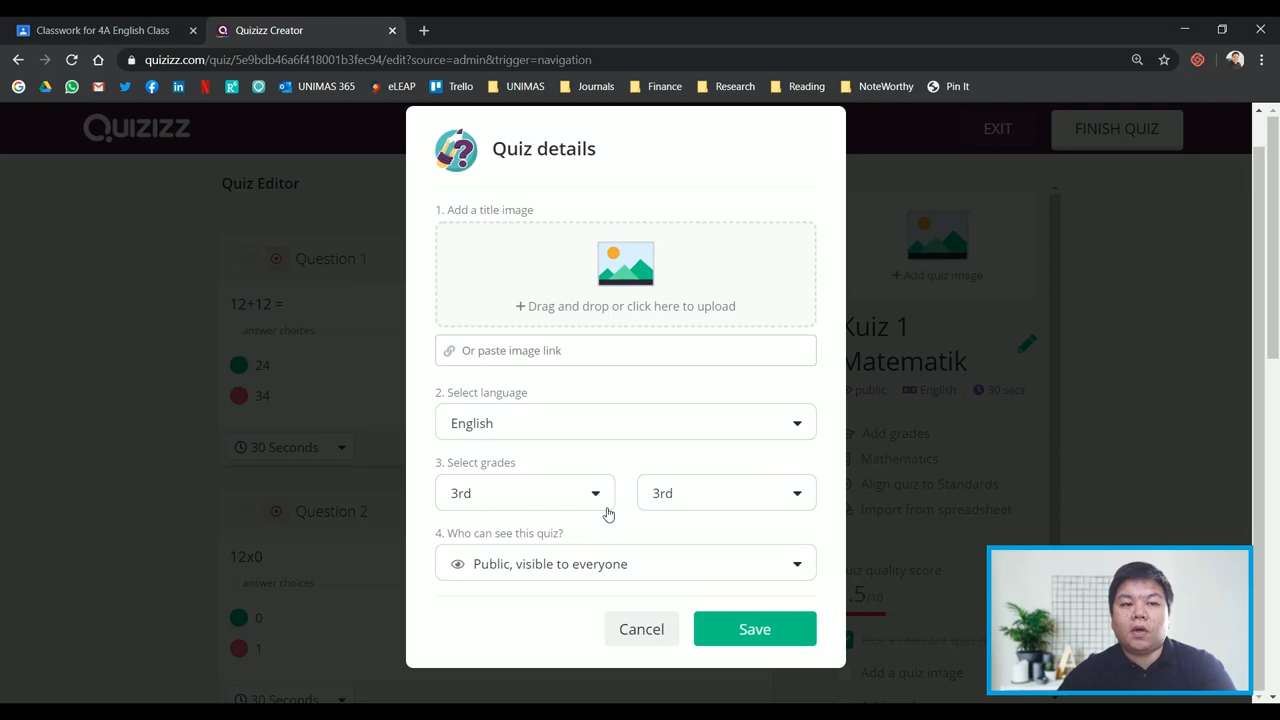 Classwork for 4A English Class
Quizizz Creator
quizizz.com/quiz/5e9bdb46a6f418001b3fec94/edit?source=admin&trigger=navigation
UNIMAS 365
eLEAP
Trello
UNIMAS
Journals
Finance
Research
Reading
NoteWorthy
Pin It
Quizizz
EXIT
FINISH QUIZ
Quiz Editor
Question 1
12+12 =
answer choices
24
34
30 Seconds
Question 2
12x0
answer choices
0
1
30 Seconds
Quiz details
1. Add a title image
+ Drag and drop or click here to upload
Or paste image link
2. Select language
English
3. Select grades
3rd
3rd
4. Who can see this quiz?
Public, visible to everyone
Cancel
Save
+ Add quiz image
Kuiz 1
Matematik
public
English
30 secs
Add grades
Mathematics
Align quiz to Standards
Import from spreadsheet
uiz quality score
.5/10
Add a quiz image